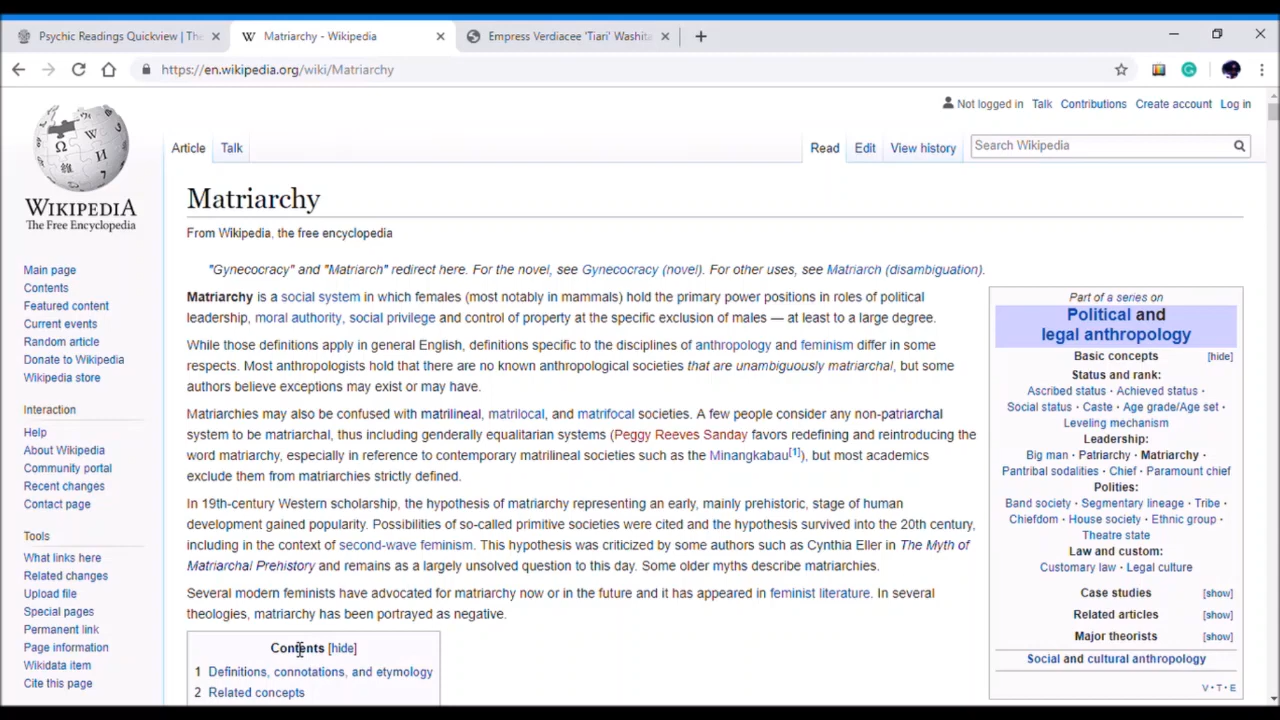 Psychic Readings Quickview | The
Matriarchy - Wikipedia
Empress Verdiacee 'Tiari' Washita
https://en.wikipedia.org/wiki/Matriarchy
Not logged in Talk Contributions Create account Log in
WIKIPEDIA
The Free Encyclopedia
Article Talk
Read Edit View history
Search Wikipedia
Main page
Contents
Featured content
Current events
Random article
Donate to Wikipedia
Wikipedia store
Interaction
Help
About Wikipedia
Community portal
Recent changes
Contact page
Tools
What links here
Related changes
Upload file
Special pages
Permanent link
Page information
Wikidata item
Cite this page
Matriarchy
From Wikipedia, the free encyclopedia
"Gynecocracy" and "Matriarch" redirect here. For the novel, see Gynecocracy (novel). For other uses, see Matriarch (disambiguation).
Matriarchy is a social system in which females (most notably in mammals) hold the primary power positions in roles of political
leadership, moral authority, social privilege and control of property at the specific exclusion of males — at least to a large degree.
While those definitions apply in general English, definitions specific to the disciplines of anthropology and feminism differ in some
respects. Most anthropologists hold that there are no known anthropological societies that are unambiguously matriarchal, but some
authors believe exceptions may exist or may have.
Matriarchies may also be confused with matrilineal, matrilocal, and matrifocal societies. A few people consider any non-patriarchal
system to be matriarchal, thus including genderally equalitarian systems (Peggy Reeves Sanday favors redefining and reintroducing the
word matriarchy, especially in reference to contemporary matrilineal societies such as the Minangkabau[1]), but most academics
exclude them from matriarchies strictly defined.
In 19th-century Western scholarship, the hypothesis of matriarchy representing an early, mainly prehistoric, stage of human
development gained popularity. Possibilities of so-called primitive societies were cited and the hypothesis survived into the 20th century,
including in the context of second-wave feminism. This hypothesis was criticized by some authors such as Cynthia Eller in The Myth of
Matriarchal Prehistory and remains as a largely unsolved question to this day. Some older myths describe matriarchies.
Several modern feminists have advocated for matriarchy now or in the future and it has appeared in feminist literature. In several
theologies, matriarchy has been portrayed as negative.
Contents [hide]
1 Definitions, connotations, and etymology
2 Related concepts
Part of a series on
Political and
legal anthropology
Basic concepts [hide]
Status and rank:
Ascribed status · Achieved status ·
Social status · Caste · Age grade/Age set ·
Leveling mechanism
Leadership:
Big man · Patriarchy · Matriarchy ·
Pantribal sodalities · Chief · Paramount chief
Polities:
Band society · Segmentary lineage · Tribe ·
Chiefdom · House society · Ethnic group ·
Theatre state
Law and custom:
Customary law · Legal culture
Case studies [show]
Related articles [show]
Major theorists [show]
Social and cultural anthropology
V · T · E